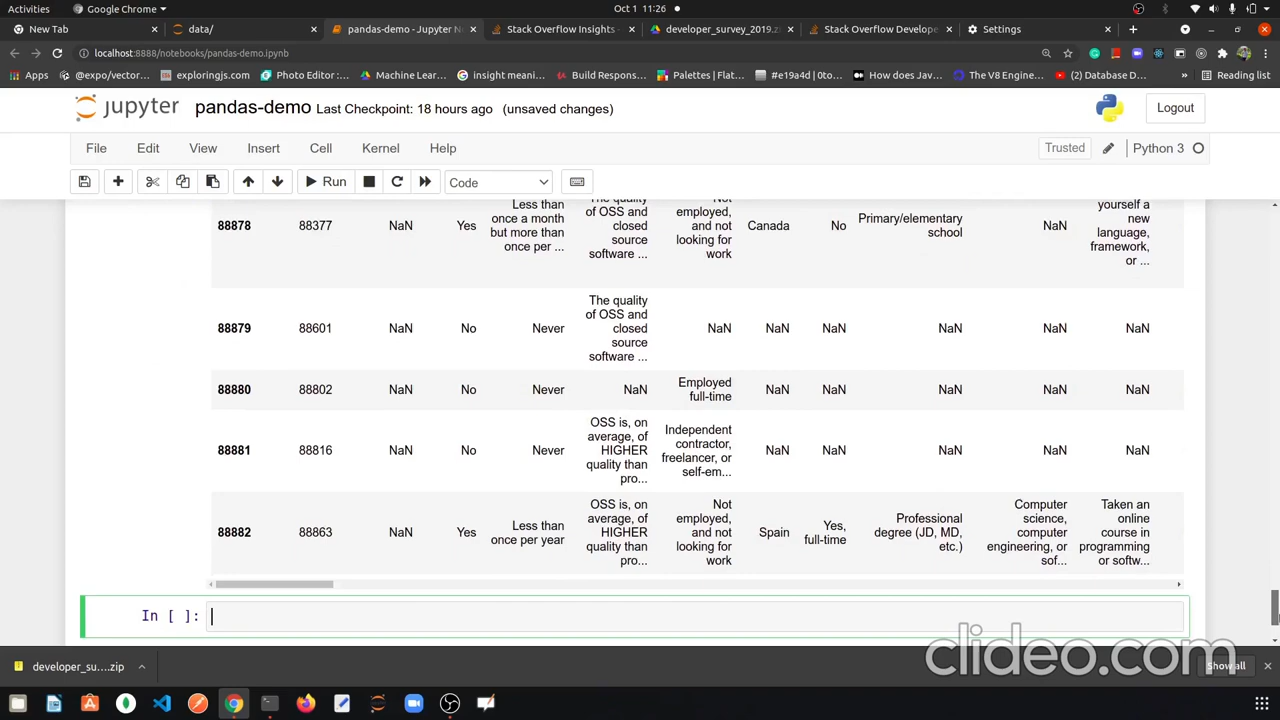 Activities
Google Chrome
Oct 1 11:26
New Tab
data/
pandas-demo - Jupyter N
Stack Overflow Insights -
developer_survey_2019.z
Stack Overflow Develope
Settings
localhost:8888/notebooks/pandas-demo.ipynb
Apps
@expo/vector...
exploringjs.com
Photo Editor :...
Machine Lear...
insight meani...
Build Respons...
Palettes | Flat...
#e19a4d | 0to...
How does Jav...
The V8 Engine...
(2) Database D...
»
Reading list
jupyter
pandas-demo Last Checkpoint: 18 hours ago (unsaved changes)
Logout
File
Edit
View
Insert
Cell
Kernel
Help
Trusted
Python 3
Run
Code
88878
88377
NaN
Yes
Less than
once a month
but more than
once per ...
The quality
of OSS and
closed
source
software ...
Not
employed,
and not
looking for
work
Canada
No
Primary/elementary
school
NaN
yourself a
new
language,
framework,
or ...
88879
88601
NaN
No
Never
The quality
of OSS and
closed
source
software ...
NaN
NaN
NaN
NaN
NaN
NaN
88880
88802
NaN
No
Never
NaN
Employed
full-time
NaN
NaN
NaN
NaN
NaN
88881
88816
NaN
No
Never
OSS is, on
average, of
HIGHER
quality than
pro...
Independent
contractor,
freelancer, or
self-em...
NaN
NaN
NaN
NaN
NaN
88882
88863
NaN
Yes
Less than
once per year
OSS is, on
average, of
HIGHER
quality than
pro...
Not
employed,
and not
looking for
work
Spain
Yes,
full-time
Professional
degree (JD, MD,
etc.)
Computer
science,
computer
engineering, or
sof...
Taken an
online
course in
programming
or softw...
In [ ]:
clideo.com
developer_su....zip
Show all